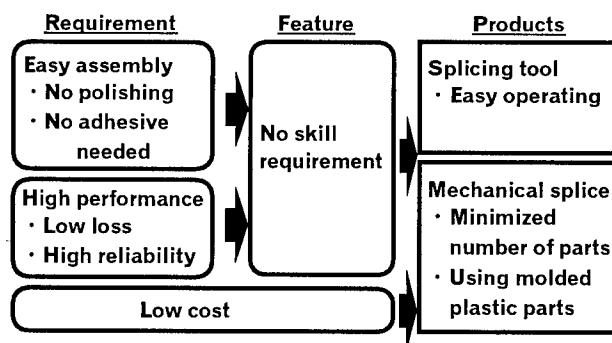 Requirement
Feature
Products
Easy assembly
・No polishing
・No adhesive
needed
High performance
・Low loss
・High reliability
Low cost
No skill
requirement
Splicing tool
・Easy operating
Mechanical splice
・Minimized
number of parts
・Using molded
plastic parts